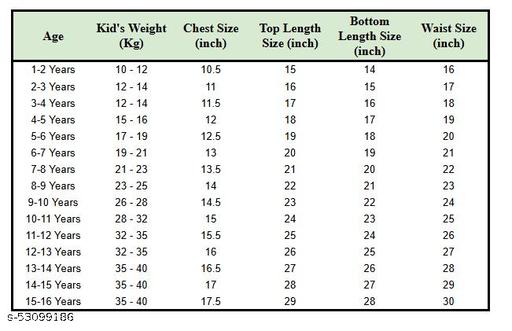 Age Kid's Weight (Kg) Chest Size (inch) Top Length Size (inch) Bottom Length Size (inch) Waist Size (inch)
1-2 Years 10 - 12 10.5 15 14 16
2-3 Years 12 - 14 11 16 15 17
3-4 Years 12 - 14 11.5 17 16 18
4-5 Years 15 - 16 12 18 17 19
5-6 Years 17 - 19 12.5 19 18 20
6-7 Years 19 - 21 13 20 19 21
7-8 Years 21 - 23 13.5 21 20 22
8-9 Years 23 - 25 14 22 21 23
9-10 Years 26 - 28 14.5 23 22 24
10-11 Years 28 - 32 15 24 23 25
11-12 Years 32 - 35 15.5 25 24 26
12-13 Years 32 - 35 16 26 25 27
13-14 Years 35 - 40 16.5 27 26 28
14-15 Years 35 - 40 17 28 27 29
15-16 Years 35 - 40 17.5 29 28 30
s-53099186